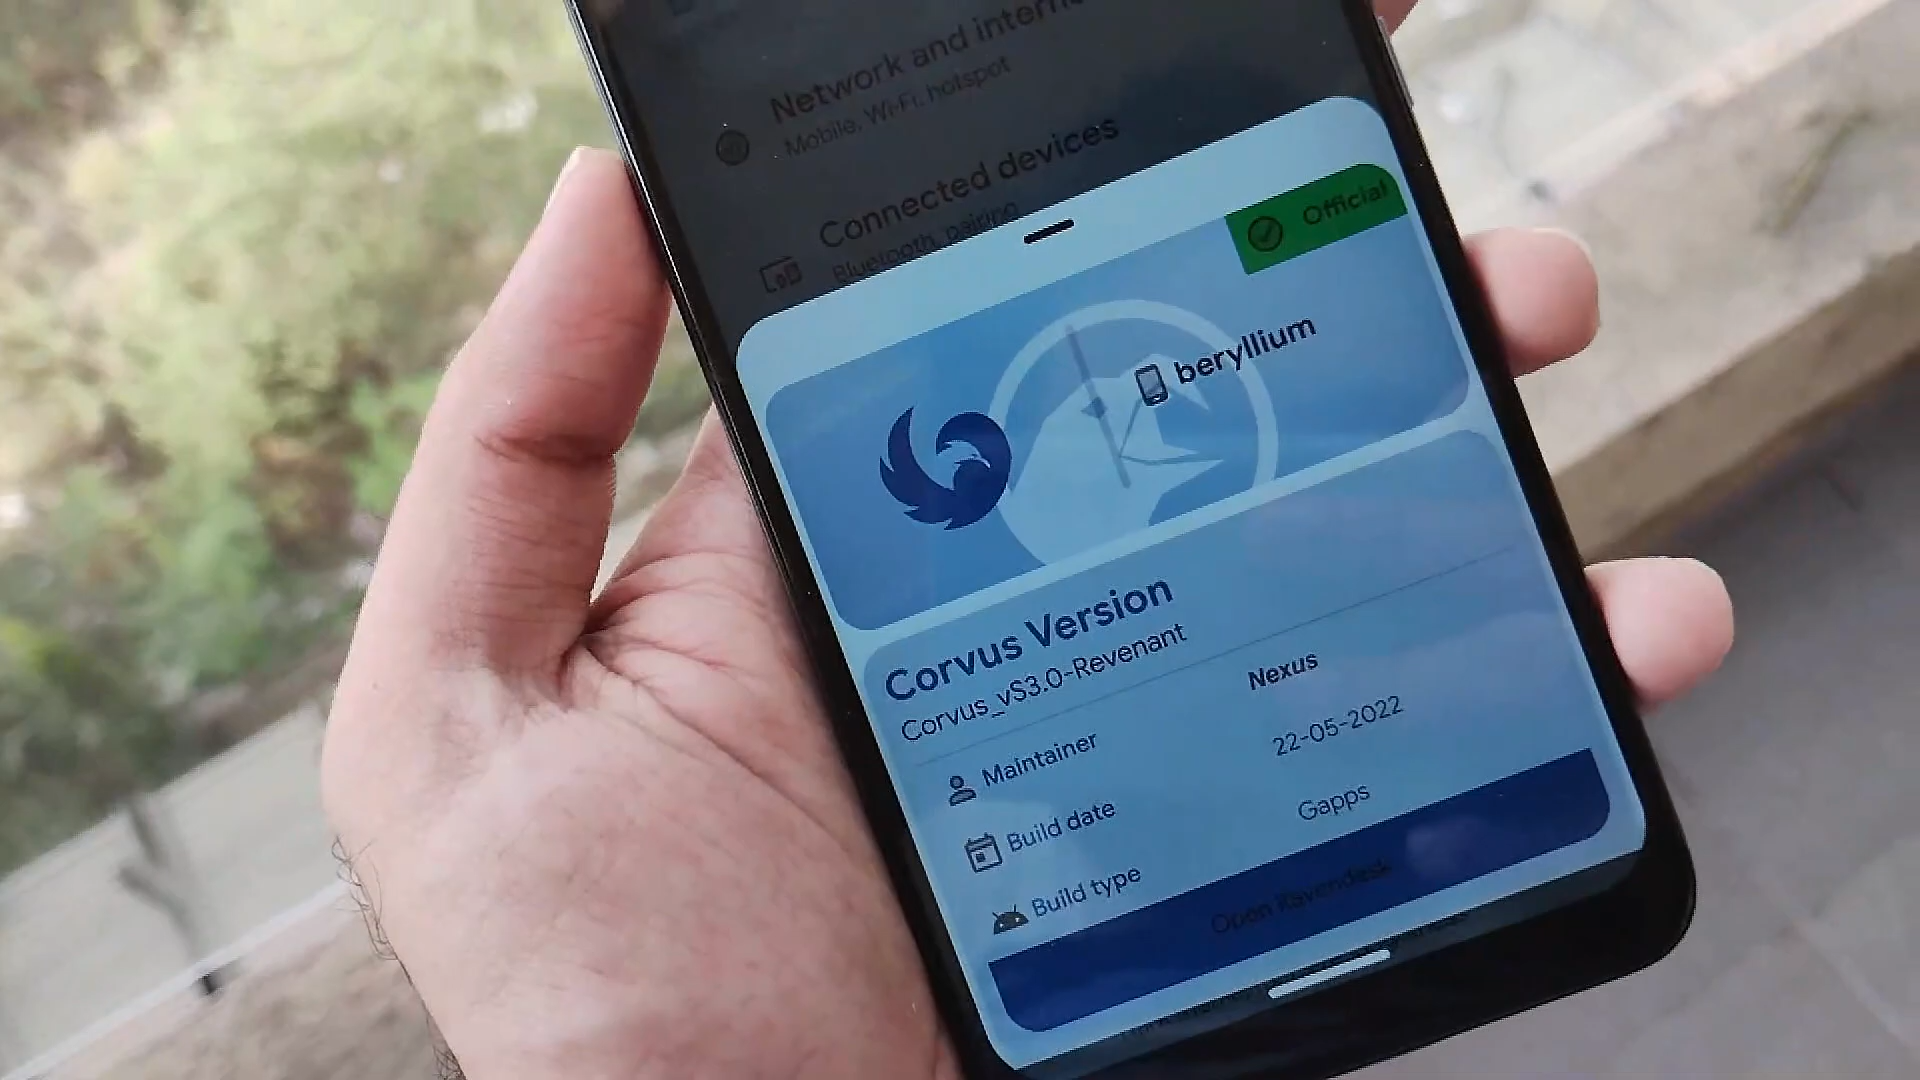 Network and interne
Mobile, Wi-Fi, hotspot
Connected devices
Bluetooth, pairing
Official
beryllium
Corvus Version
Corvus_vS3.0-Revenant
Maintainer
Nexus
Build date
22-05-2022
Build type
Gapps
Open Ravendesk